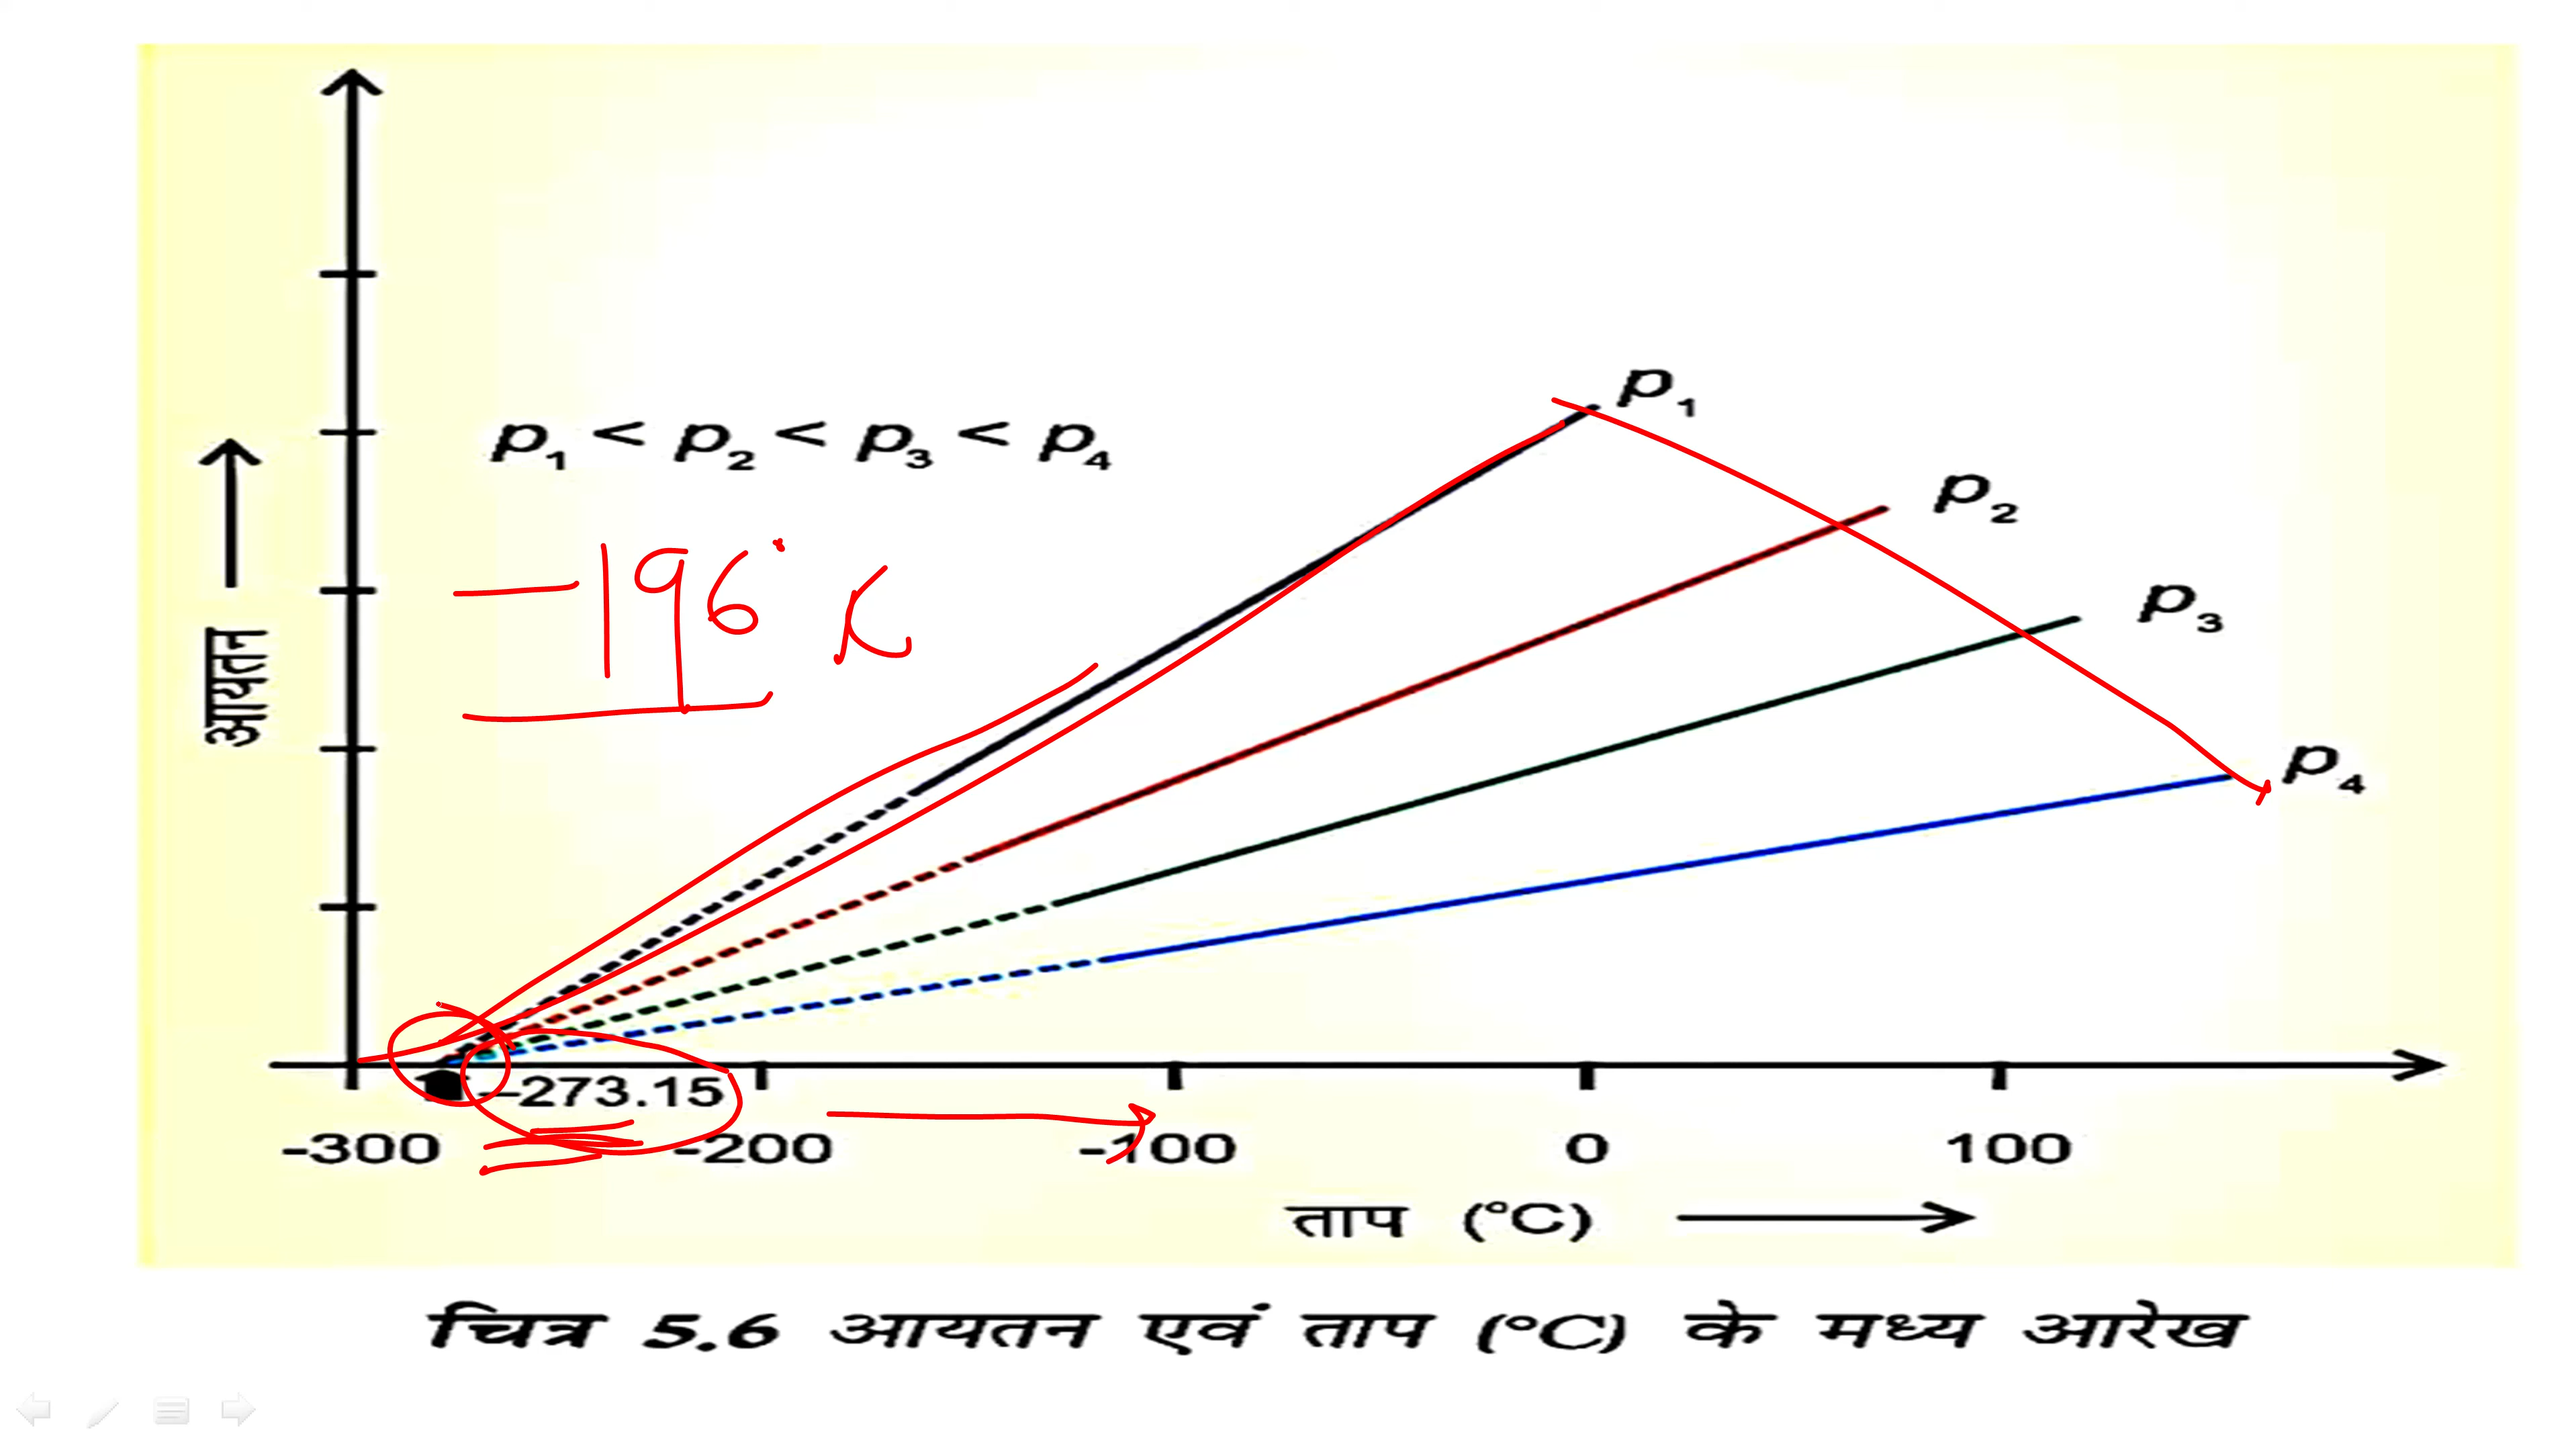 p₁
p₁ < p₂ < p₃ < p₄
p₂
-196°
p₃
आयतन
p₄
-273.15
-300 -200 -100 0 100
ताप (°C)
चित्र 5.6 आयतन एवं ताप (°C) के मध्य आरेख